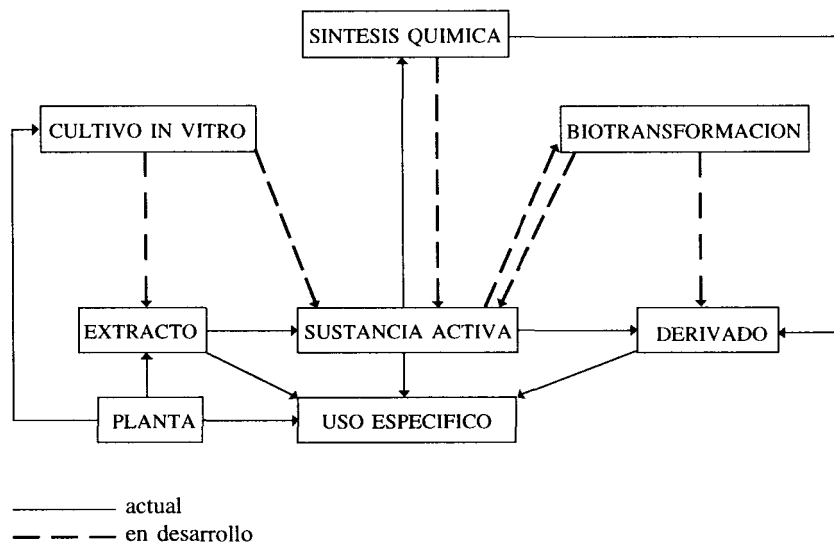 SINTESIS QUIMICA
CULTIVO IN VITRO
BIOTRANSFORMACION
EXTRACTO
SUSTANCIA ACTIVA
DERIVADO
PLANTA
USO ESPECIFICO
actual
en desarrollo